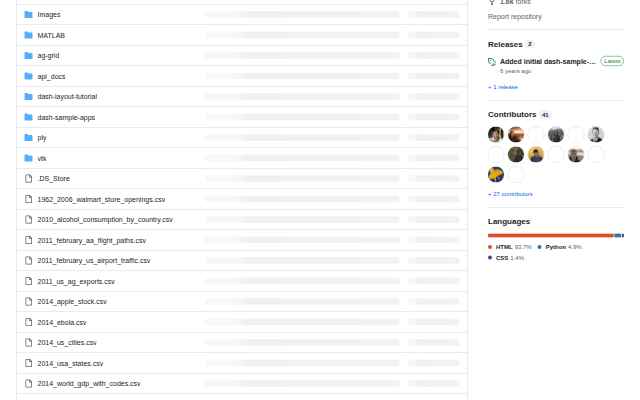 Images
MATLAB
ag-grid
api_docs
dash-layout-tutorial
dash-sample-apps
ply
vtk
.DS_Store
1962_2006_walmart_store_openings.csv
2010_alcohol_consumption_by_country.csv
2011_february_aa_flight_paths.csv
2011_february_us_airport_traffic.csv
2011_us_ag_exports.csv
2014_apple_stock.csv
2014_ebola.csv
2014_us_cities.csv
2014_usa_states.csv
2014_world_gdp_with_codes.csv
forks
Report repository
Releases 2
Added initial dash-sample-... Latest
5 years ago
+ 1 release
Contributors 41
+ 27 contributors
Languages
HTML 93.7% Python 4.9%
CSS 1.4%